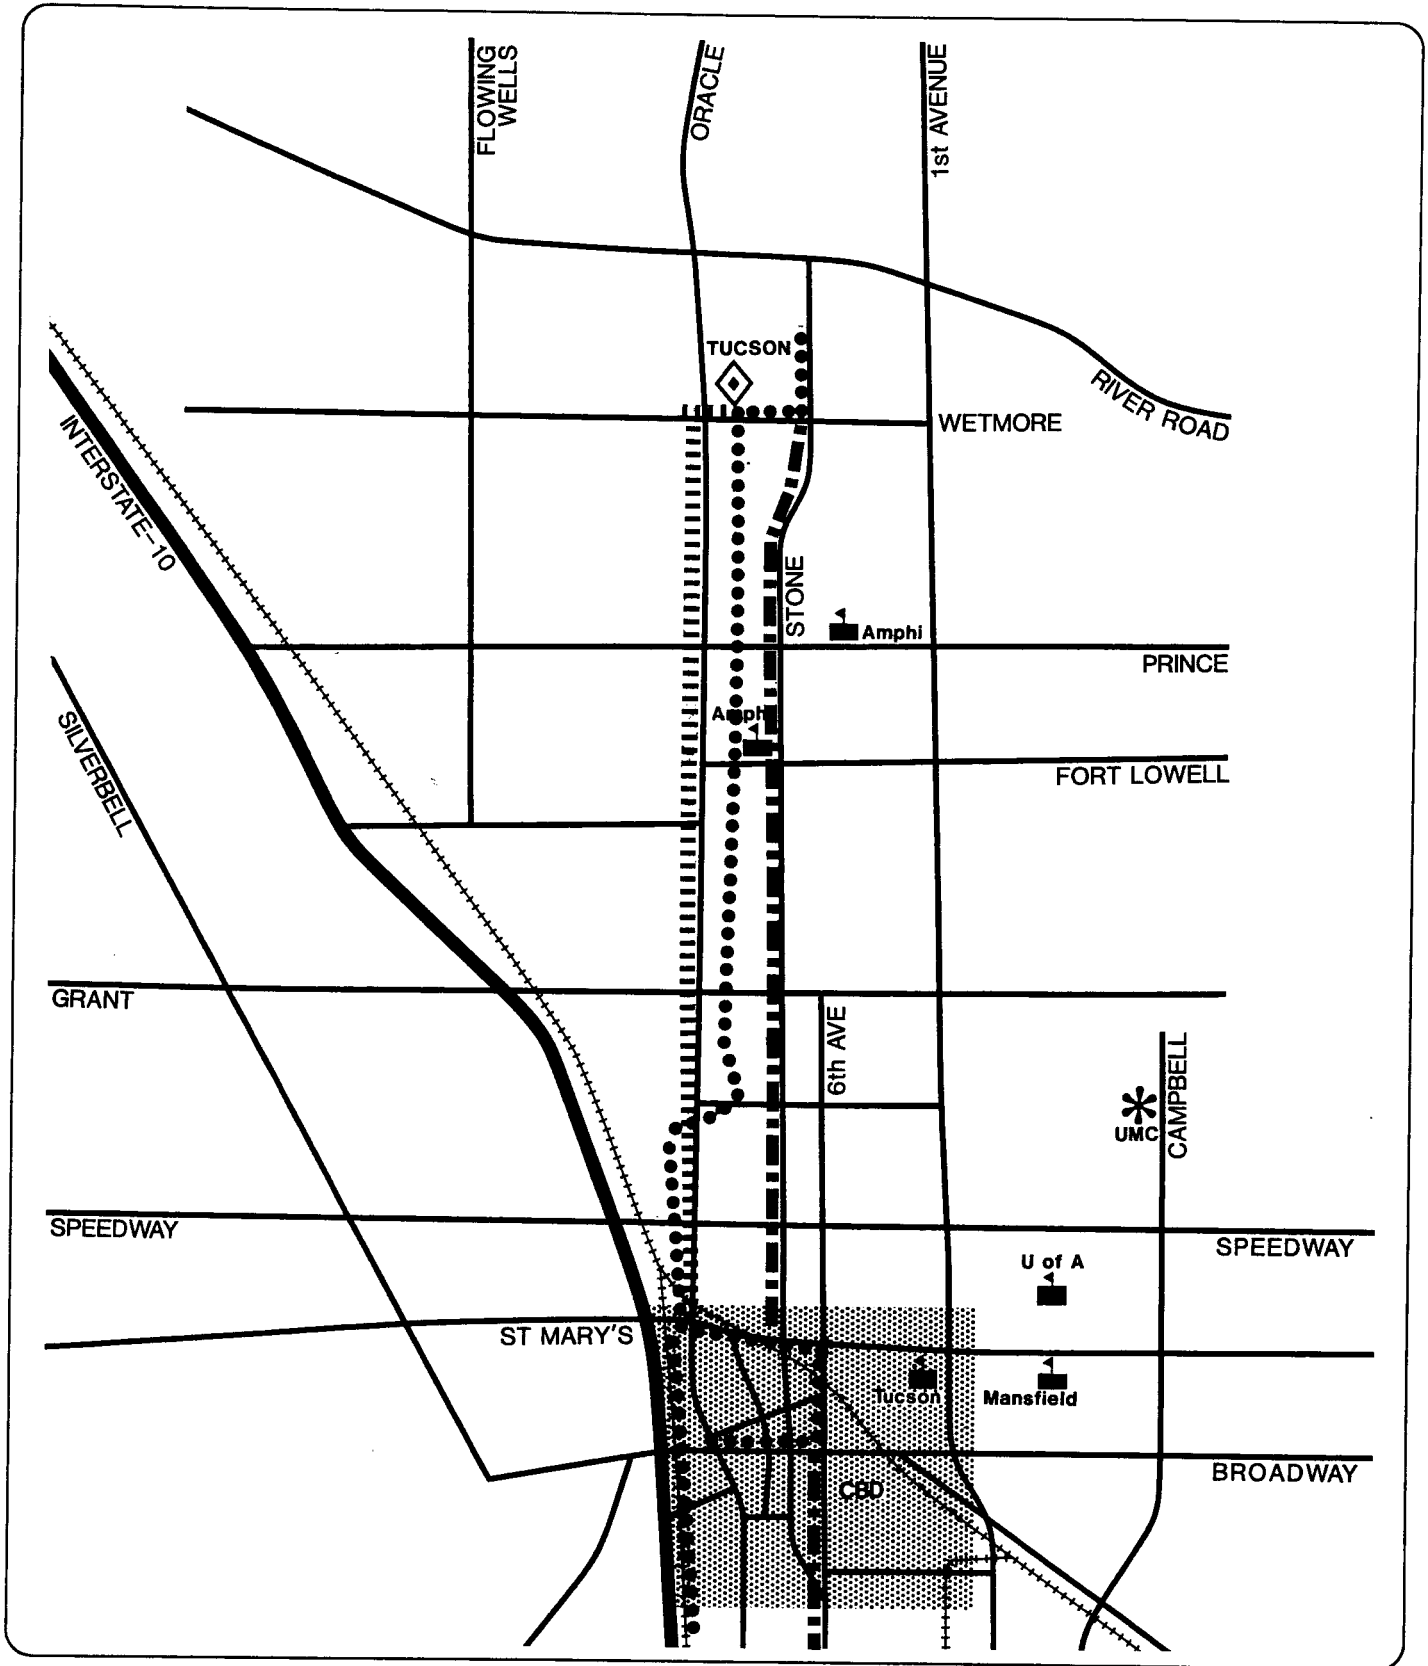 FLOWING
WELLS
ORACLE
1st AVENUE
TUCSON
RIVER ROAD
WETMORE
INTERSTATE-10
STONE
Amphi
PRINCE
Amphi
SILVERBELL
FORT LOWELL
GRANT
6th AVE
CAMPBELL
UMC
SPEEDWAY
SPEEDWAY
U of A
ST MARY'S
Tucson
Mansfield
BROADWAY
CBD